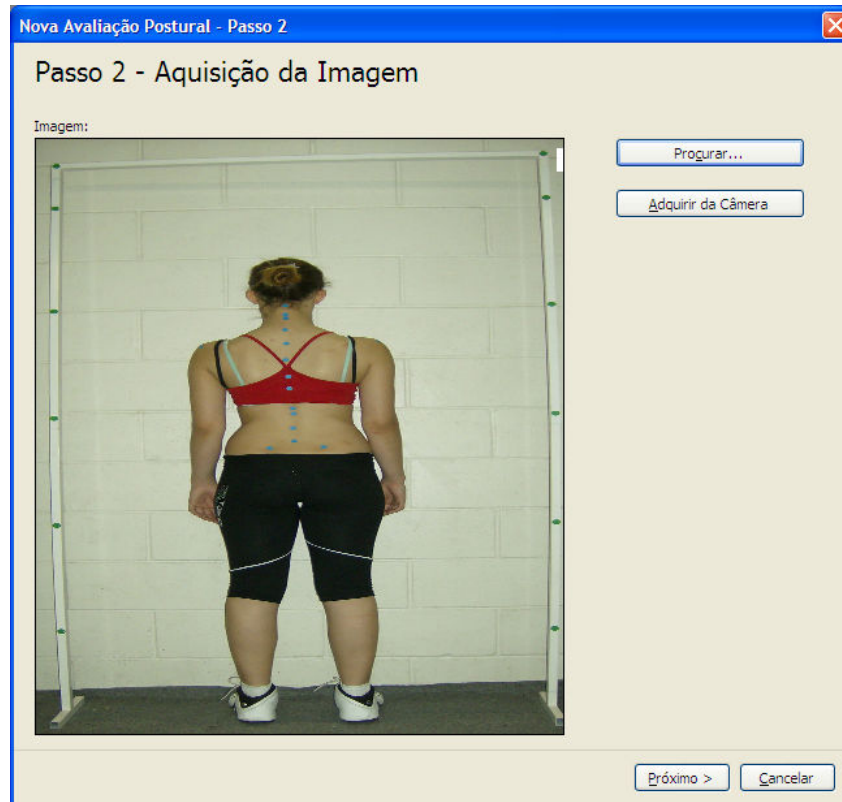 Nova Avaliação Postural - Passo 2
Passo 2 - Aquisição da Imagem
Imagem:
Procurar...
Adquirir da Câmera
Próximo >
Cancelar